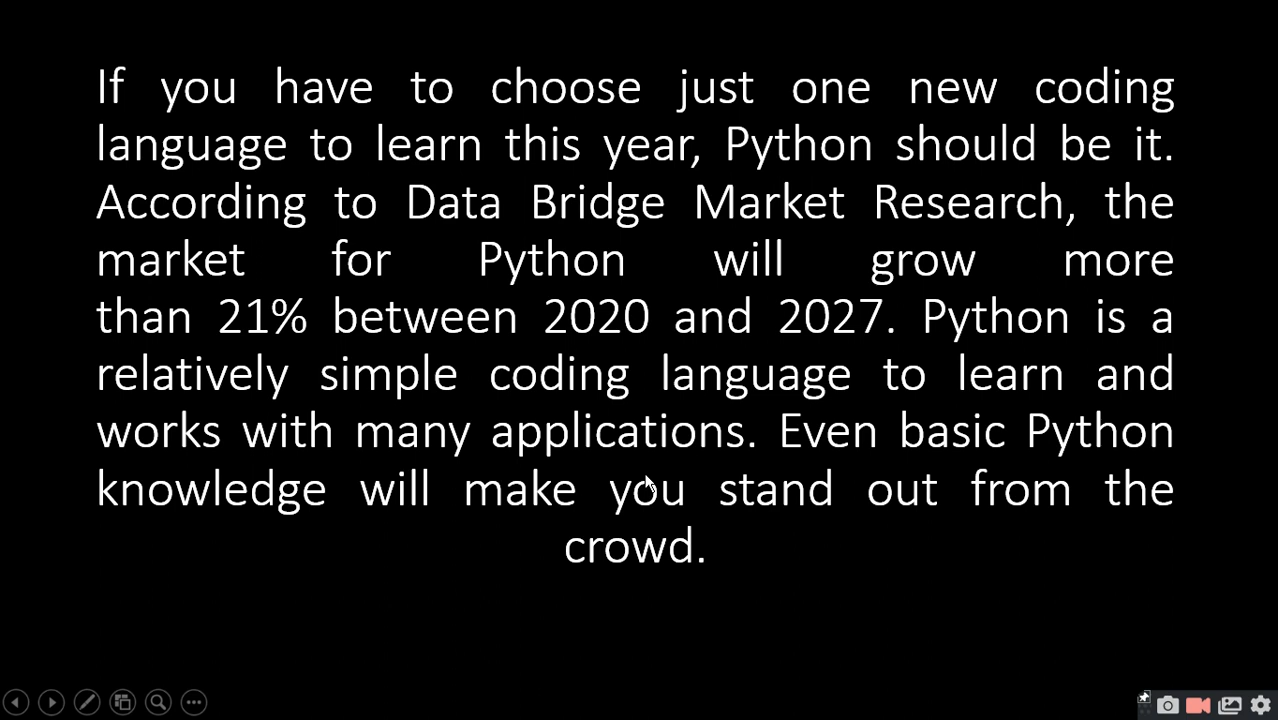 If you have to choose just one new coding
language to learn this year, Python should be it.
According to Data Bridge Market Research, the
market for Python will grow more
than 21% between 2020 and 2027. Python is a
relatively simple coding language to learn and
works with many applications. Even basic Python
knowledge will make you stand out from the
crowd.